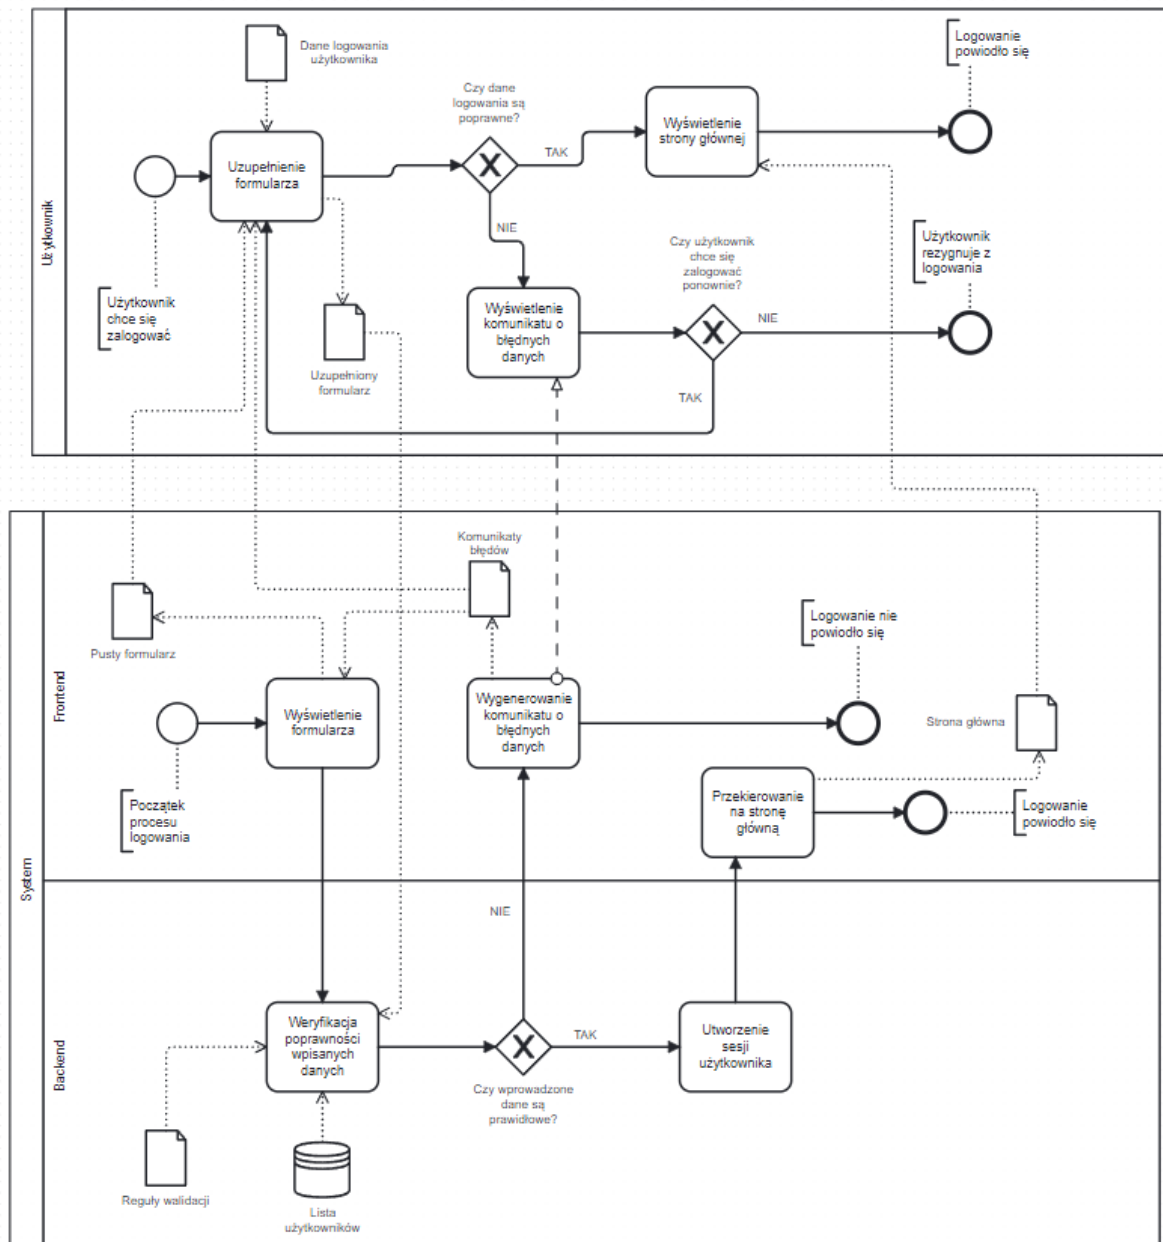 Użytkownik
Dane logowania
użytkownika
Czy dane
logowania są
poprawne?
Logowanie
powiodło się
Wyświetlenie
strony głównej
Uzupełnienie
formularza
TAK
NIE
Czy użytkownik
chce się
zalogować
ponownie?
Użytkownik
rezygnuje z
logowania
Użytkownik
chce się
zalogować
Wyświetlenie
komunikatu o
błędnych
danych
NIE
Uzupełniony
formularz
TAK
System
Frontend
Komunikaty
błędów
Logowanie nie
powiodło się
Pusty formularz
Wyświetlenie
formularza
Wygenerowanie
komunikatu o
błędnych
danych
Strona główna
Początek
procesu
logowania
Przekierowanie
na stronę
główną
Logowanie
powiodło się
Backend
NIE
Weryfikacja
poprawności
wpisanych
danych
TAK
Utworzenie
sesji
użytkownika
Czy wprowadzone
dane są
prawidłowe?
Reguły walidacji
Lista
użytkowników